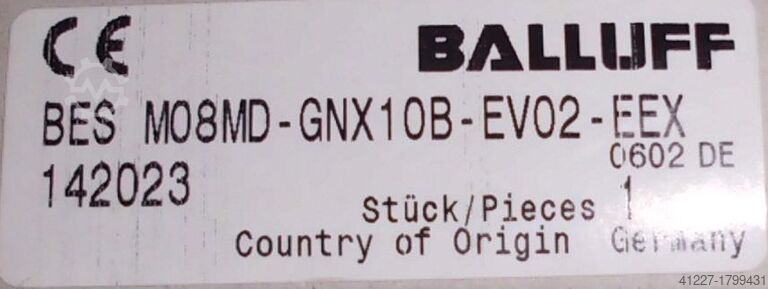 CE BALLUFF
BES M08MD-GNX10B-EV02-EEX
0602 DE
142023
Stück/Pieces 1
Country of Origin Germany
41227-1799431